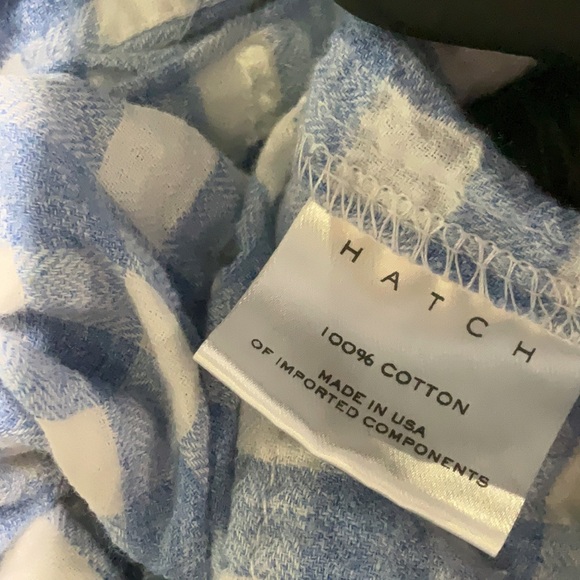 HATCH
100% COTTON
MADE IN USA
OF IMPORTED COMPONENTS